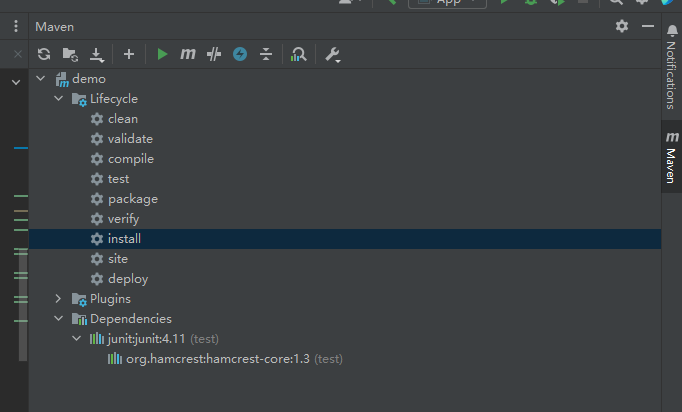 App
Maven
demo
Lifecycle
clean
validate
compile
test
package
verify
install
site
deploy
Plugins
Dependencies
junit:junit:4.11 (test)
org.hamcrest:hamcrest-core:1.3 (test)
Notifications
m Maven